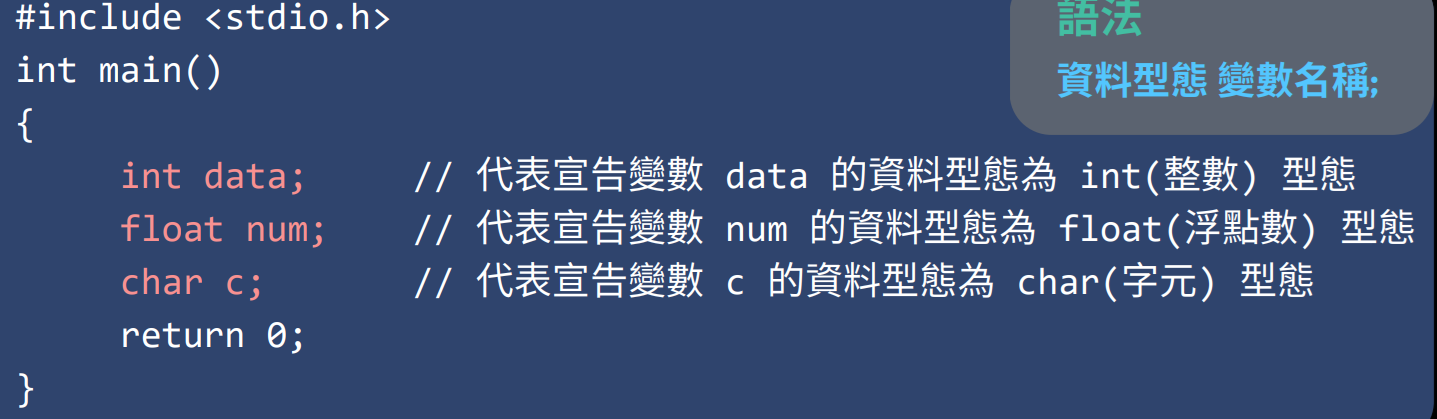 #include <stdio.h>
int main()
{
int data; // 代表宣告變數 data 的資料型態為 int(整數) 型態
float num; // 代表宣告變數 num 的資料型態為 float(浮點數) 型態
char c; // 代表宣告變數 c 的資料型態為 char(字元) 型態
return 0;
}
語法
資料型態 變數名稱;